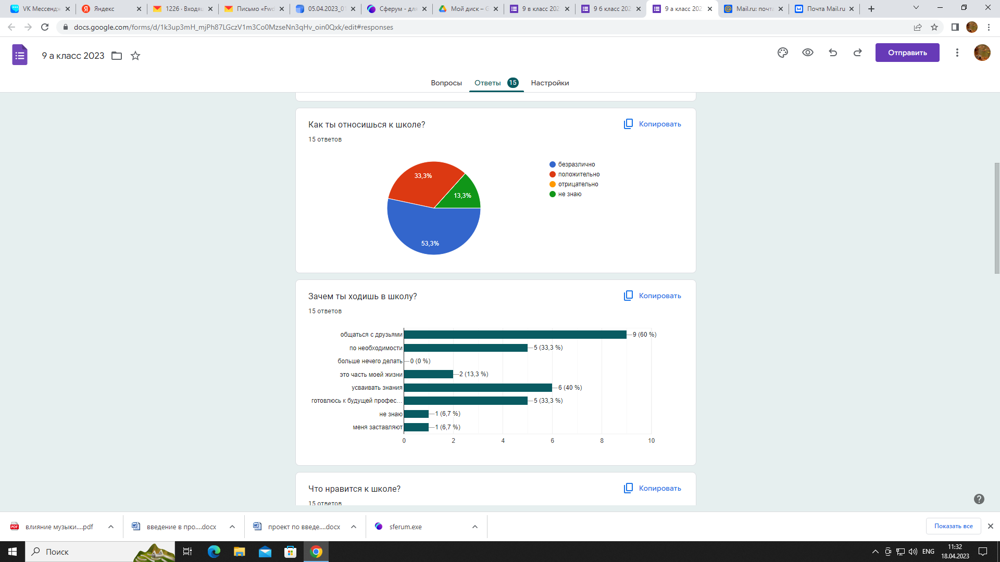 VK Мессендж
Яндекс
1226 · Входящ
Письмо «Fwd
05.04.2023_01
Сферум - для
Мой диск – G
9 в класс 202
9 б класс 202
9 а класс 202
Mail.ru: почта
Почта Mail.ru
docs.google.com/forms/d/1k3up3mH_mjPh87LGczV1m3Co0MzseNn3qHv_oin0Qxk/edit#responses
9 а класс 2023
Отправить
Вопросы Ответы 15 Настройки
Как ты относишься к школе?
Копировать
15 ответов
безразлично
положительно
отрицательно
не знаю
33,3%
13,3%
53,3%
Зачем ты ходишь в школу?
Копировать
15 ответов
общаться с друзьями 9 (60 %)
по необходимости 5 (33,3 %)
больше нечего делать 0 (0 %)
это часть моей жизни 2 (13,3 %)
усваивать знания 6 (40 %)
готовлюсь к будущей профес… 5 (33,3 %)
не знаю 1 (6,7 %)
меня заставляют 1 (6,7 %)
0 2 4 6 8 10
Что нравится к школе?
Копировать
15 ответов
влияние музыки....pdf
введение в про....docx
проект по введе....docx
sferum.exe
Показать все
Поиск
ENG
11:32
18.04.2023